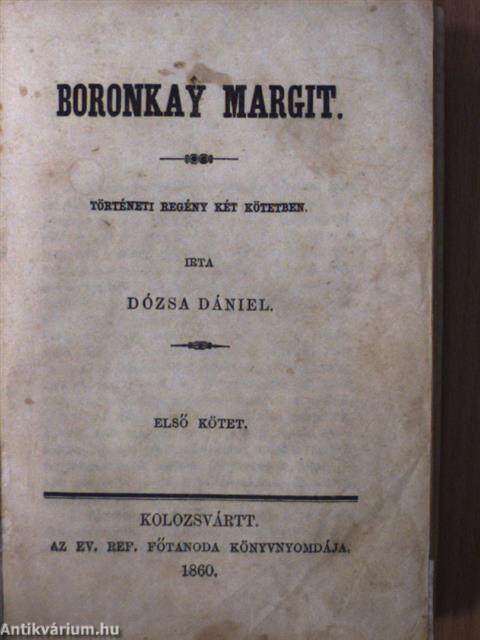 BORONKAY MARGIT.
TÖRTÉNETI REGÉNY KÉT KÖTETBEN.
IRTA
DÓZSA DÁNIEL.
ELSŐ KÖTET.
KOLOZSVÁRTT.
AZ EV. REF. FŐTANODA KÖNYVNYOMDÁJA.
1860.
Antikvárium.hu